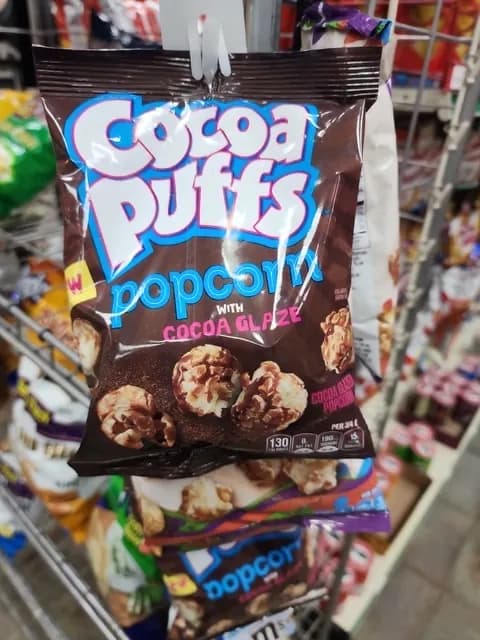 Cocoa
Puffs
popcorn
WITH
COCOA GLAZE
130
popcorn